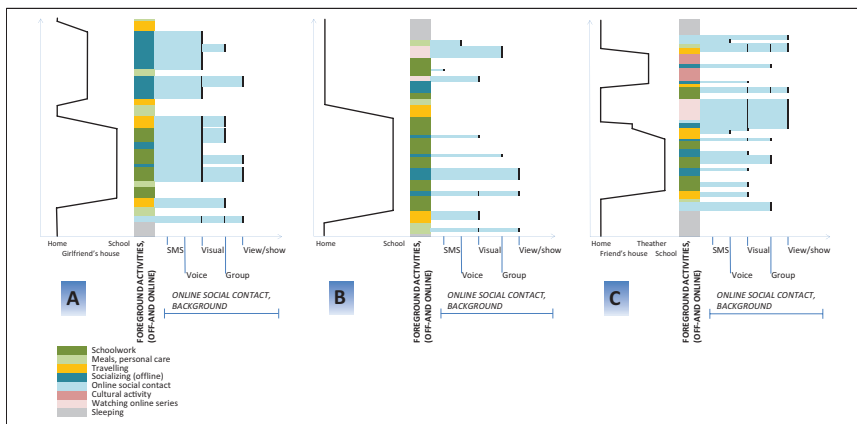 Home
School
Girlfriend's house
FOREGROUND ACTIVITIES,
(OFF-AND ONLINE)
SMS
Visual
View/show
Voice
Group
A
ONLINE SOCIAL CONTACT,
BACKGROUND
Home
School
FOREGROUND ACTIVITIES,
(OFF-AND ONLINE)
SMS
Visual
View/show
Voice
Group
B
ONLINE SOCIAL CONTACT,
BACKGROUND
Home
Theather
Friend's house
School
FOREGROUND ACTIVITIES,
(OFF-AND ONLINE)
SMS
Visual
View/show
Voice
Group
C
ONLINE SOCIAL CONTACT,
BACKGROUND
Schoolwork
Meals, personal care
Travelling
Socializing (offline)
Online social contact
Cultural activity
Watching online series
Sleeping